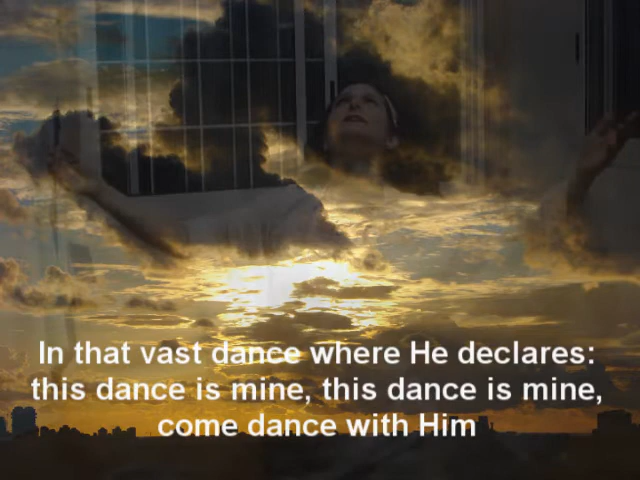 In that vast dance where He declares:
this dance is mine, this dance is mine,
come dance with Him